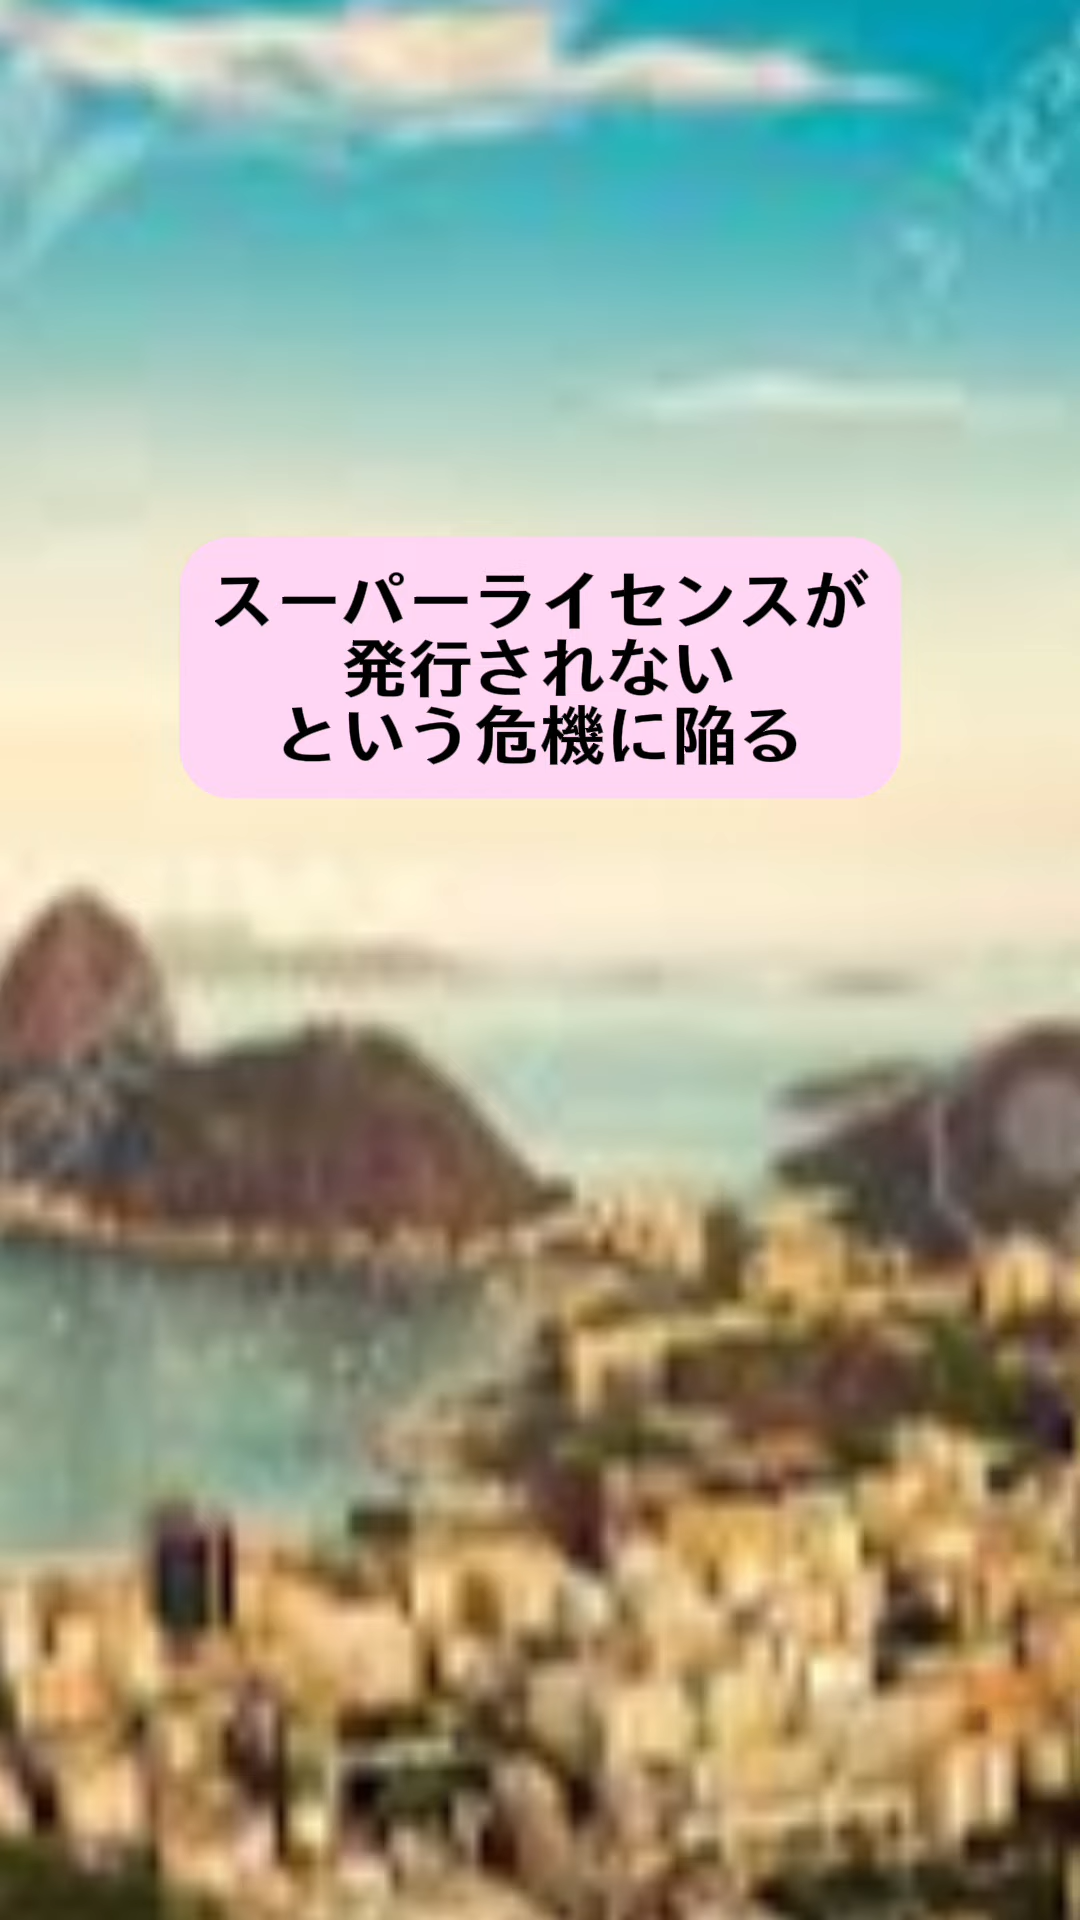 スーパーライセンスが
発行されない
という危機に陥る